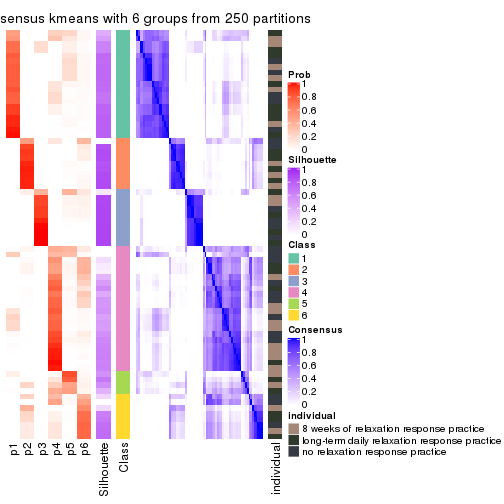 sensus kmeans with 6 groups from 250 partitions
Prob
1
0.8
0.6
0.4
0.2
0
Silhouette
1
0.8
0.6
0.4
0.2
0
Class
1
2
3
4
5
6
Consensus
1
0.8
0.6
0.4
0.2
0
individual
8 weeks of relaxation response practice
long-term daily relaxation response practice
no relaxation response practice
p1
p2
p3
p4
p5
p6
Silhouette
Class
individual